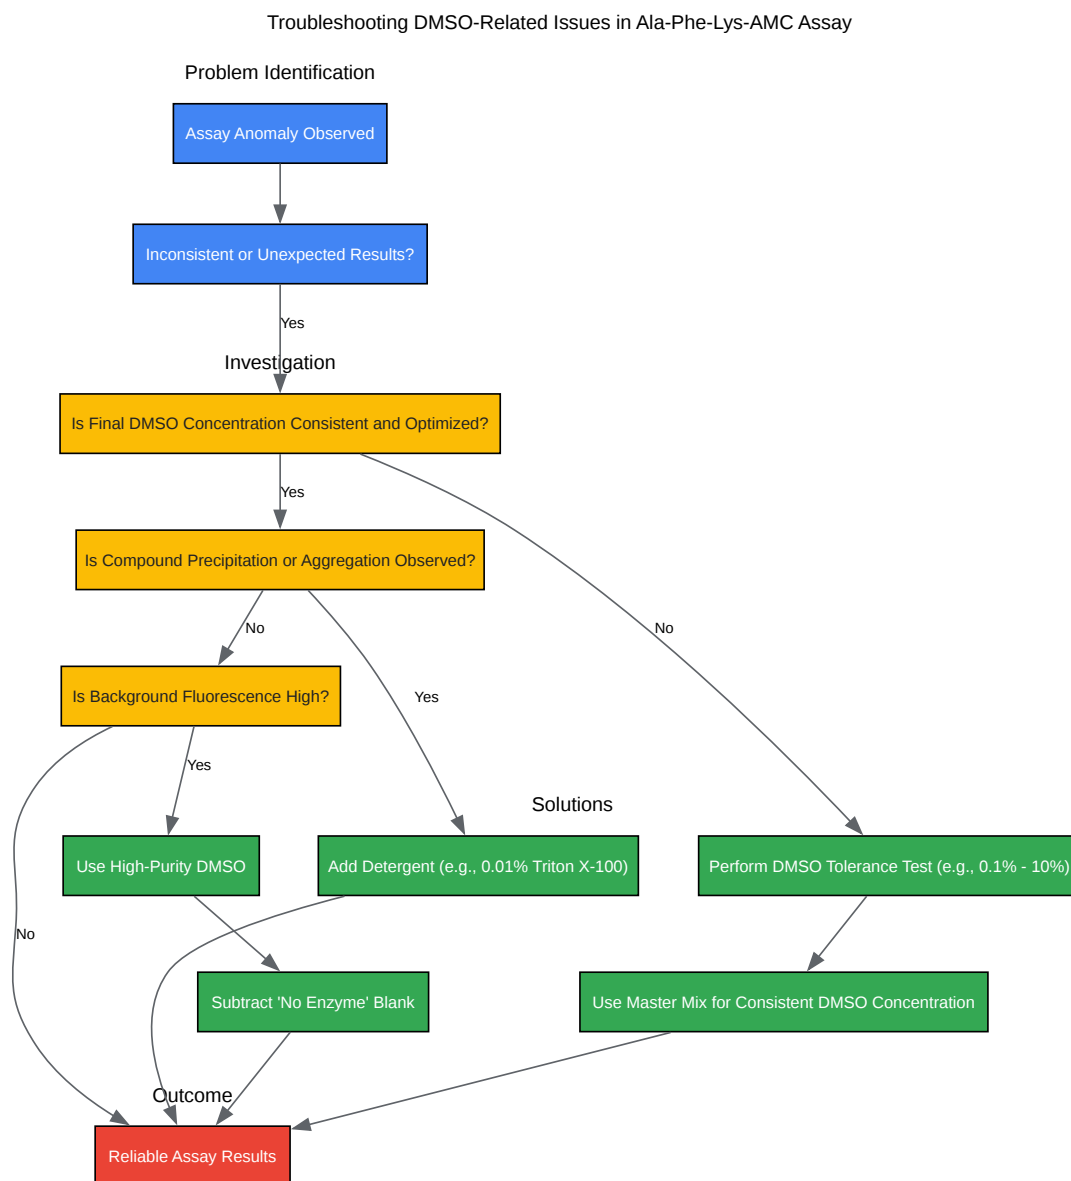 Troubleshooting DMSO-Related Issues in Ala-Phe-Lys-AMC Assay
Problem Identification
Assay Anomaly Observed
Inconsistent or Unexpected Results?
Yes
Investigation
Is Final DMSO Concentration Consistent and Optimized?
Yes
Is Compound Precipitation or Aggregation Observed?
No
No
Is Background Fluorescence High?
Yes
Yes
Solutions
Use High-Purity DMSO
Add Detergent (e.g., 0.01% Triton X-100)
Perform DMSO Tolerance Test (e.g., 0.1% - 10%)
No
Subtract 'No Enzyme' Blank
Use Master Mix for Consistent DMSO Concentration
Outcome
Reliable Assay Results